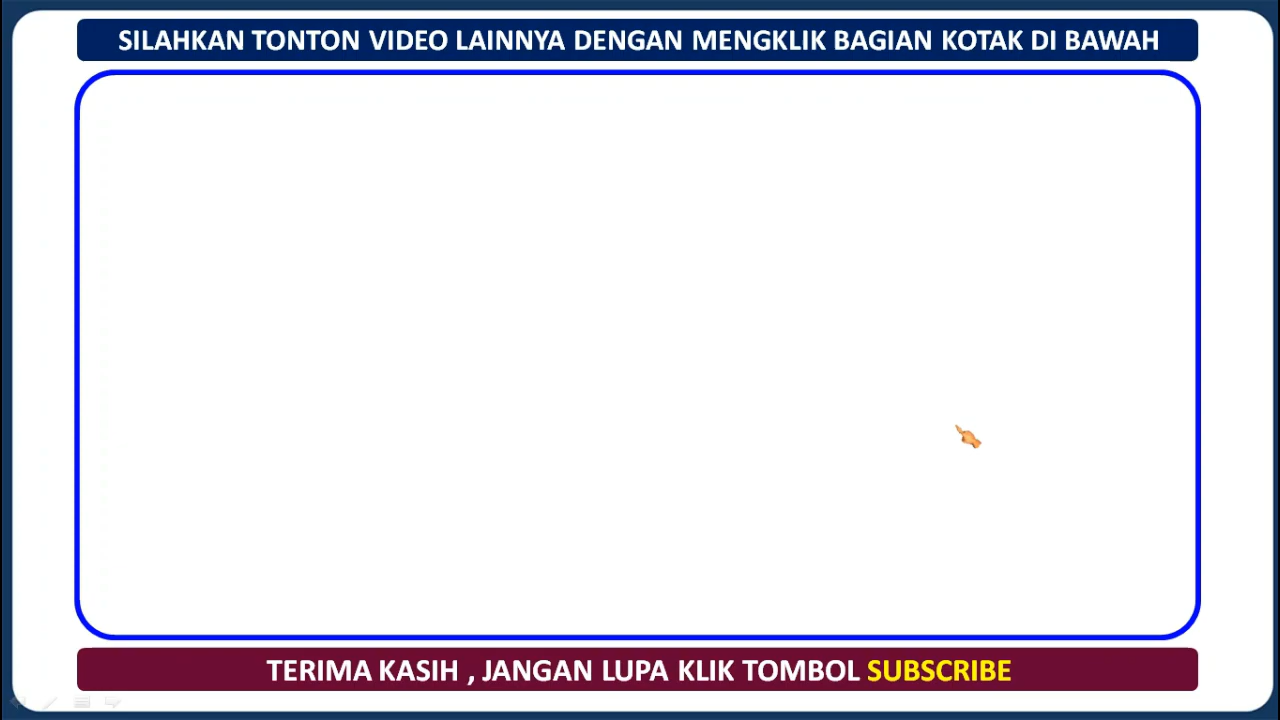 SILAHKAN TONTON VIDEO LAINNYA DENGAN MENGKLIK BAGIAN KOTAK DI BAWAH
TERIMA KASIH , JANGAN LUPA KLIK TOMBOL SUBSCRIBE